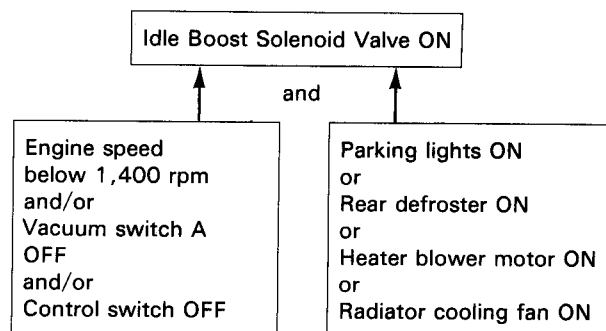 Idle Boost Solenoid Valve ON
and
Engine speed
below 1,400 rpm
and/or
Vacuum switch A
OFF
and/or
Control switch OFF
Parking lights ON
or
Rear defroster ON
or
Heater blower motor ON
or
Radiator cooling fan ON